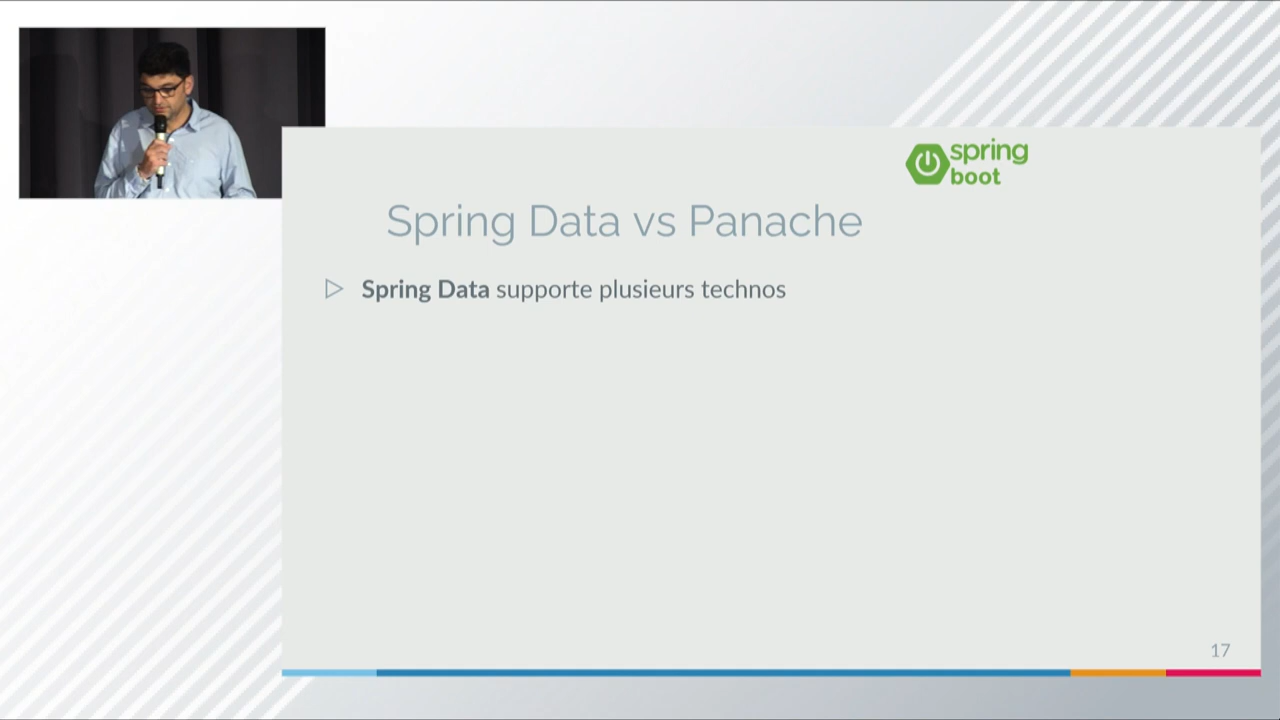 spring
boot
Spring Data vs Panache
Spring Data supporte plusieurs technos
17